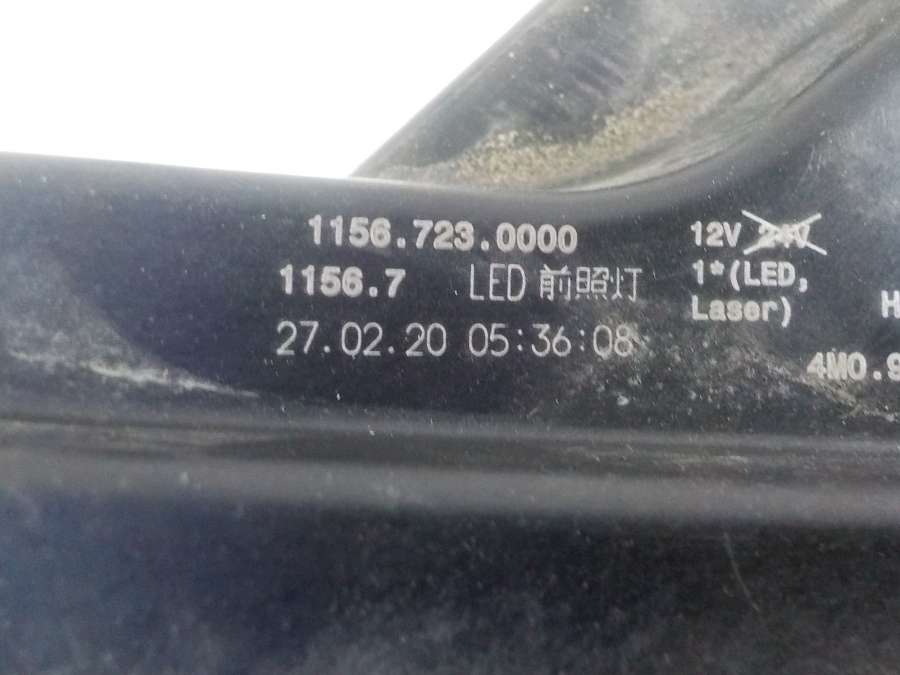 1156.723.0000
1156.7 LED 前照灯
27.02.20 05:36:08
12V 24V
1*(LED,
Laser)
H
4M0.9